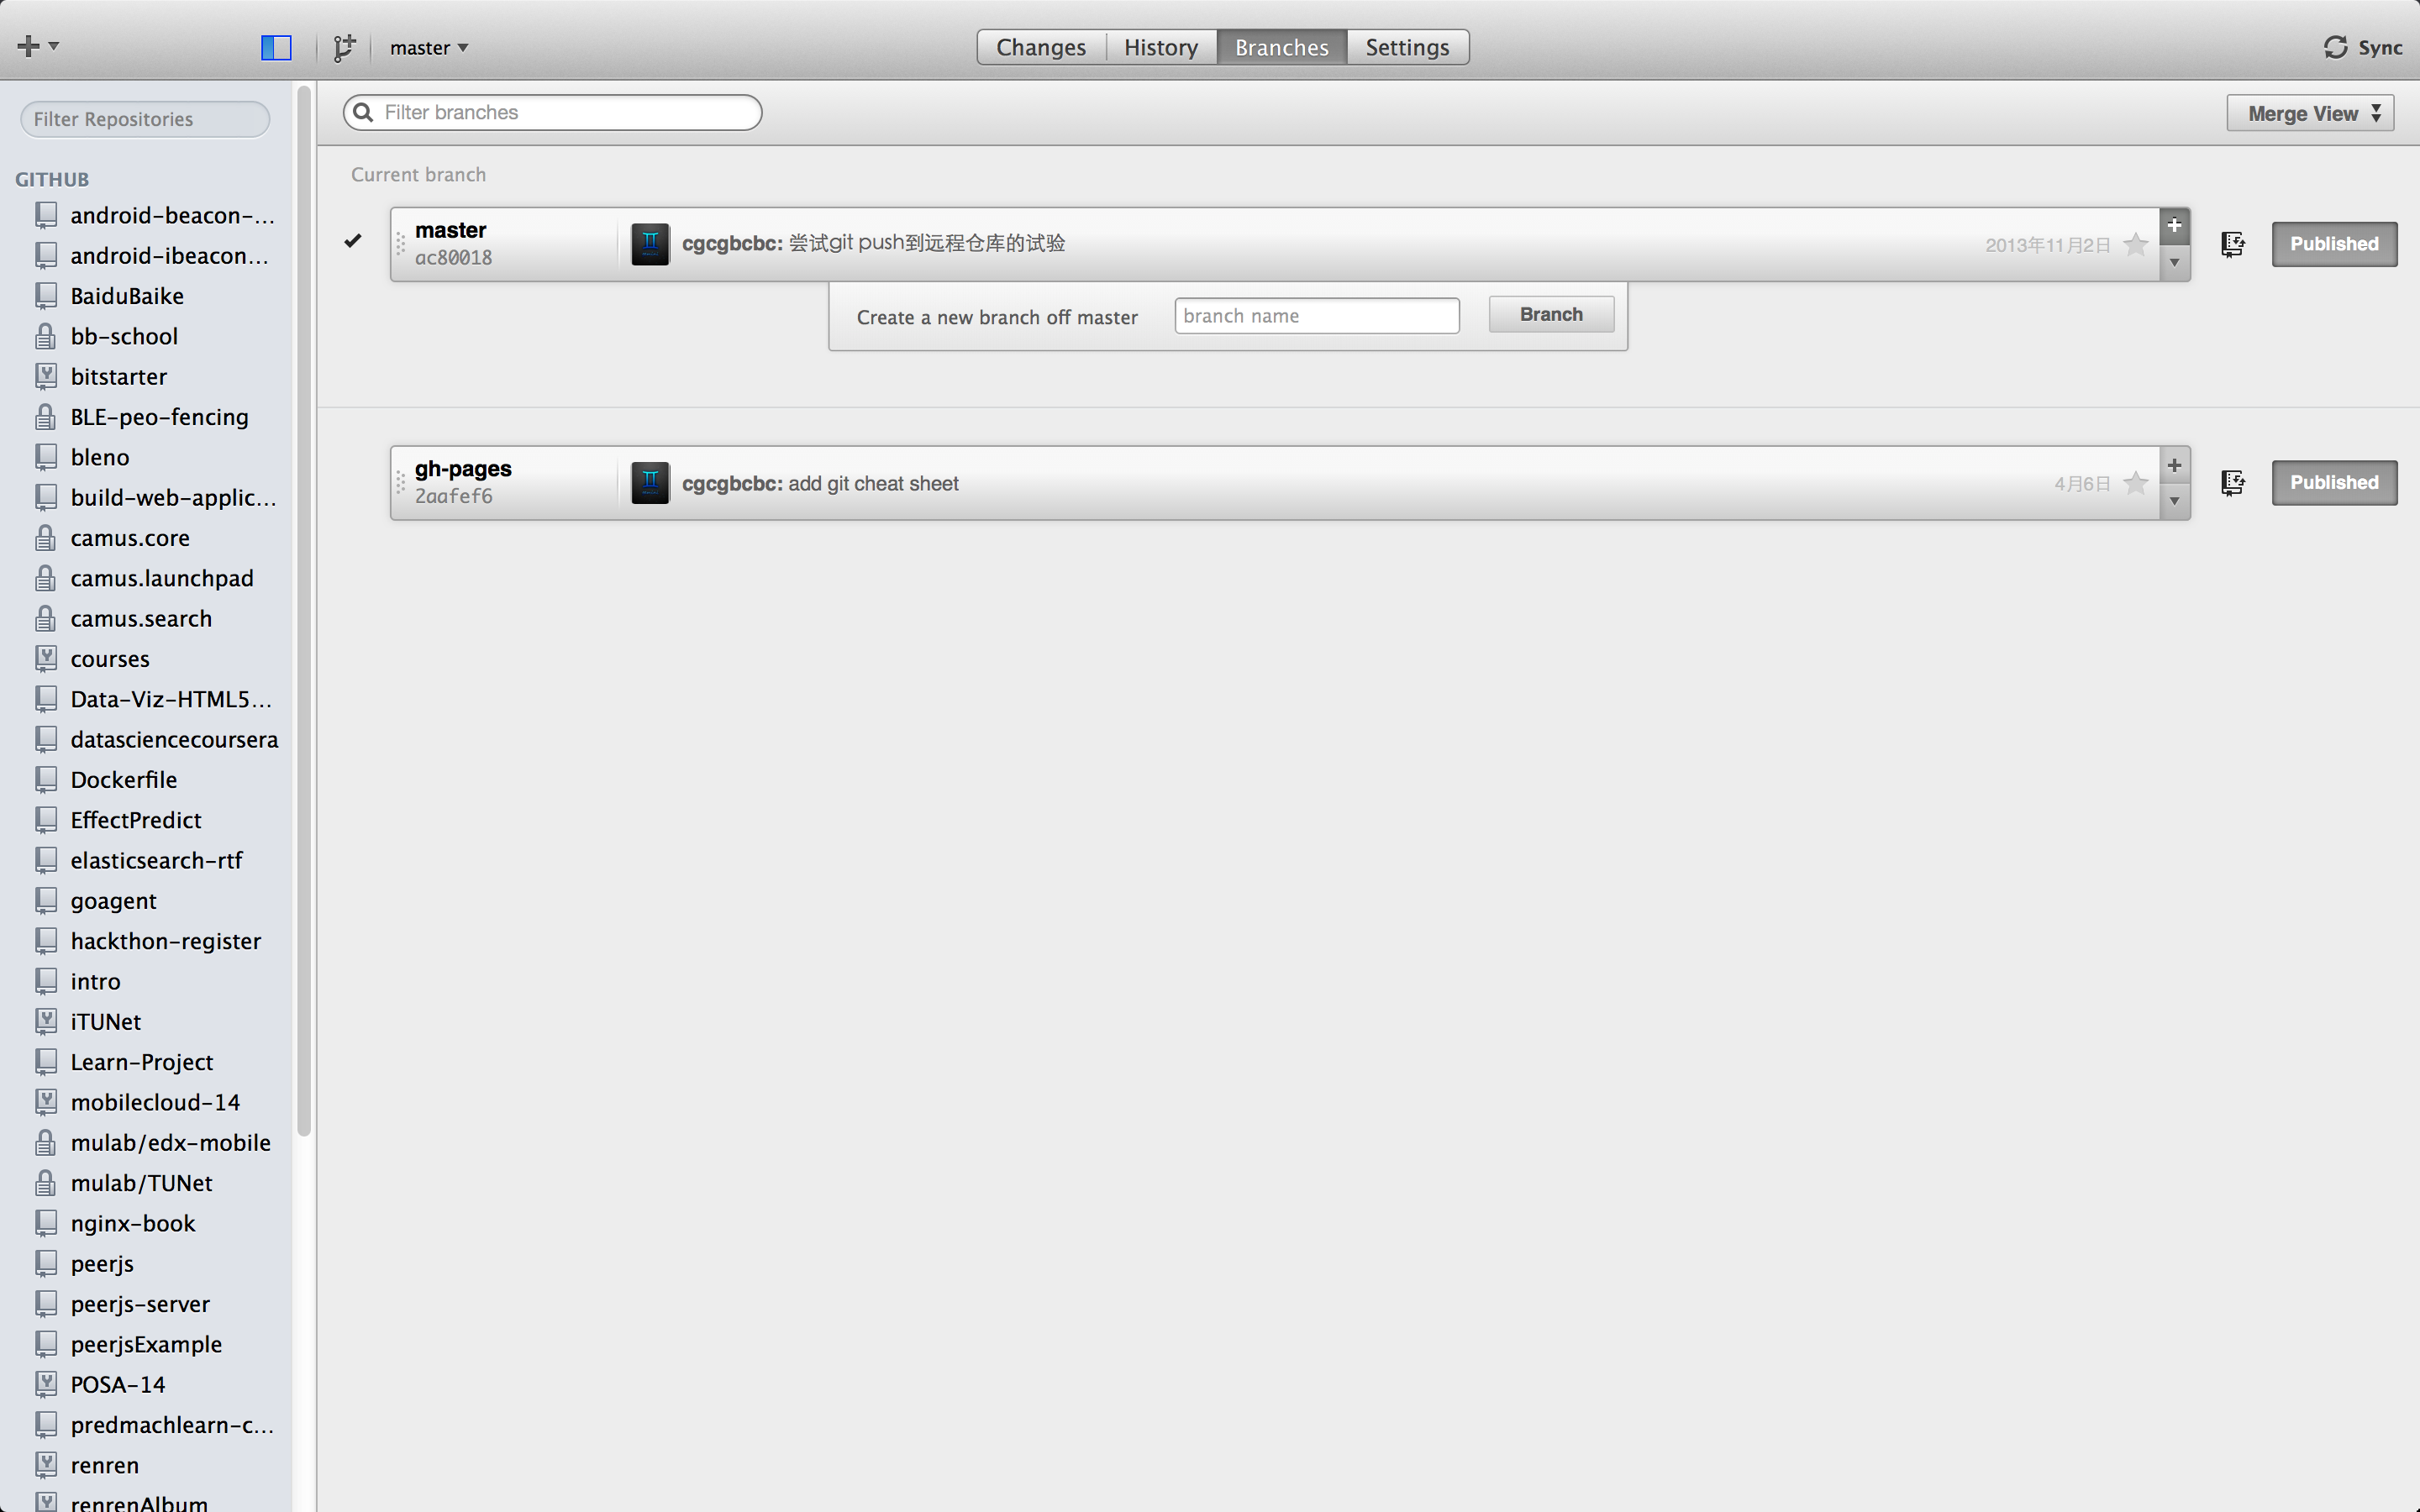 master
Changes
History
Branches
Settings
Sync
Filter Repositories
GITHUB
android-beacon-...
android-ibeacon...
BaiduBaike
bb-school
bitstarter
BLE-peo-fencing
bleno
build-web-applic...
camus.core
camus.launchpad
camus.search
courses
Data-Viz-HTML5...
datasciencecoursera
Dockerfile
EffectPredict
elasticsearch-rtf
goagent
hackthon-register
intro
iTUNet
Learn-Project
mobilecloud-14
mulab/edx-mobile
mulab/TUNet
nginx-book
peerjs
peerjs-server
peerjsExample
POSA-14
predmachlearn-c...
renren
renrenAlbum
Filter branches
Merge View
Current branch
master
ac80018
cgcgbcbc: 尝试git push到远程仓库的试验
2013年11月2日
Published
Create a new branch off master
branch name
Branch
gh-pages
2aafef6
cgcgbcbc: add git cheat sheet
4月6日
Published